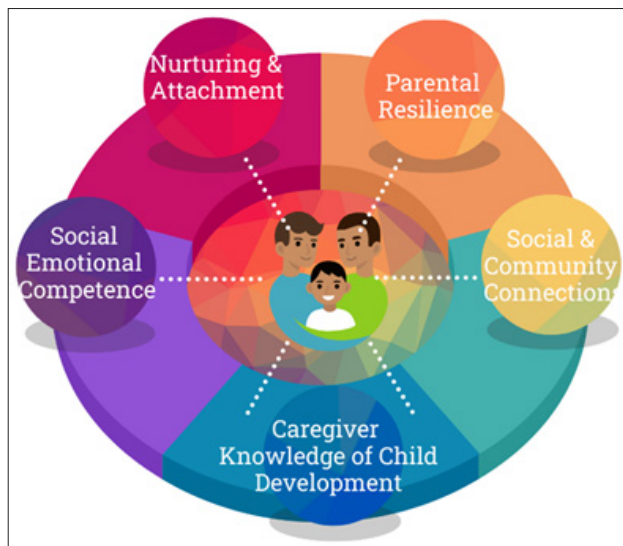 Nurturing &
Attachment
Parental
Resilience
Social
Emotional
Competence
Social &
Community
Connections
Caregiver
Knowledge of Child
Development